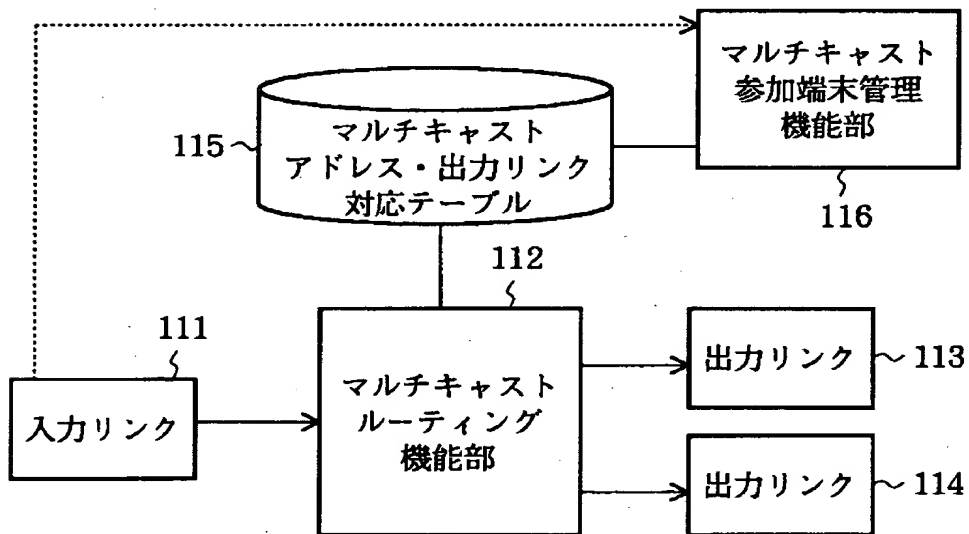 マルチキャスト
参加端末管理
機能部
116
115
マルチキャスト
アドレス・出力リンク
対応テーブル
112
マルチキャスト
ルーティング
機能部
111
入力リンク
出力リンク
113
出力リンク
114